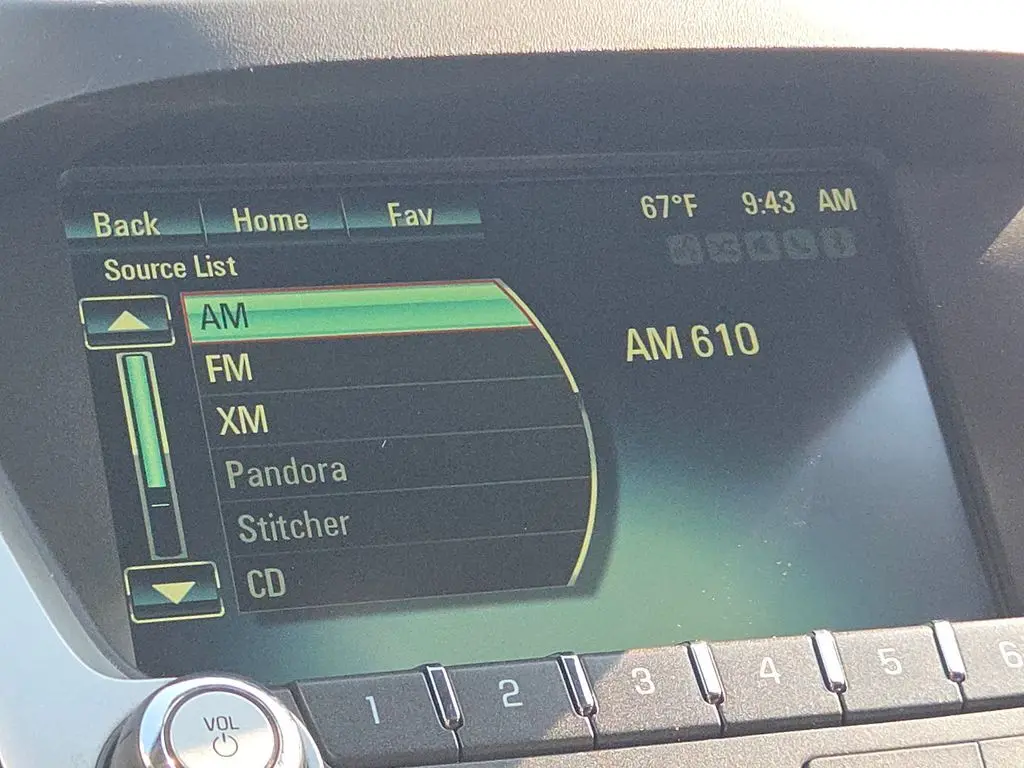 Back Home Fav 67°F 9:43 AM
Source List
AM
FM
XM
Pandora
Stitcher
CD
AM 610
1 2 3 4 5 6
VOL